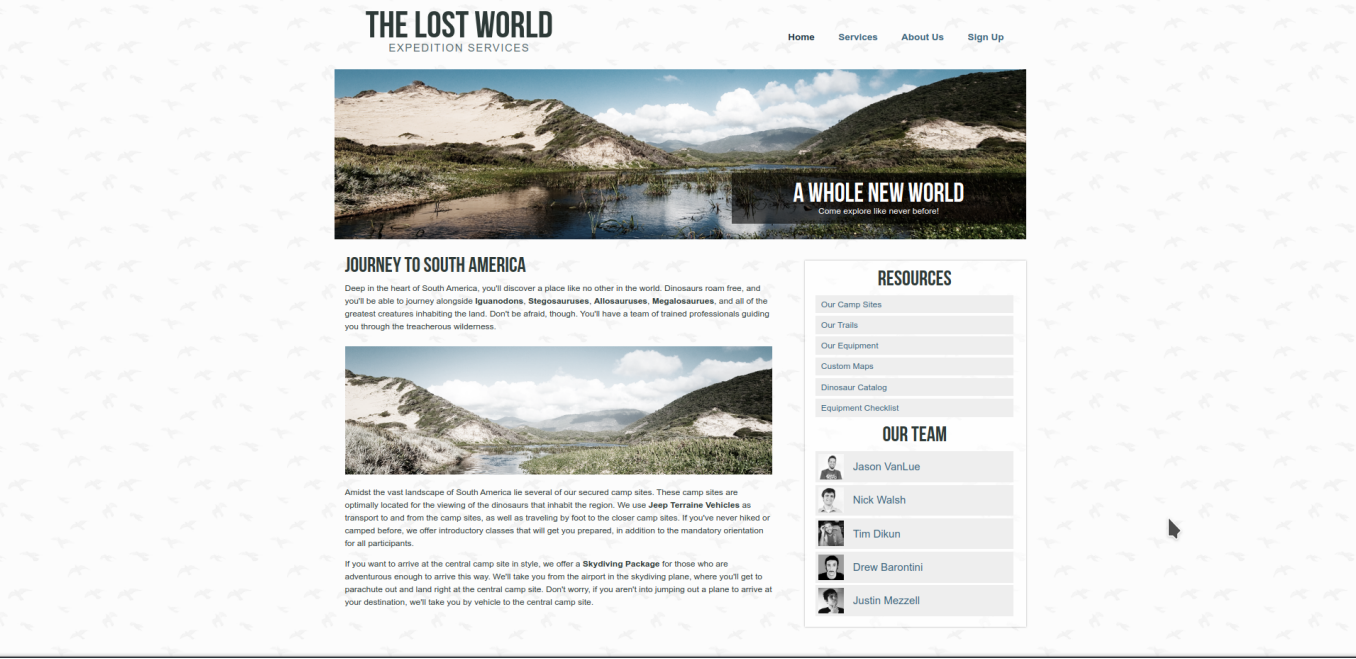 THE LOST WORLD
EXPEDITION SERVICES
Home Services About Us Sign Up
A WHOLE NEW WORLD
Come explore like never before!
JOURNEY TO SOUTH AMERICA
Deep in the heart of South America, you'll discover a place like no other in the world. Dinosaurs roam free, and
you'll be able to journey alongside Iguanodons, Stegosauruses, Allosauruses, Megalosaurues, and all of the
greatest creatures inhabiting the land. Don't be afraid, though. You'll have a team of trained professionals guiding
you through the treacherous wilderness.
Amidst the vast landscape of South America lie several of our secured camp sites. These camp sites are
optimally located for the viewing of the dinosaurs that inhabit the region. We use Jeep Terraine Vehicles as
transport to and from the camp sites, as well as traveling by foot to the closer camp sites. If you've never hiked or
camped before, we offer introductory classes that will get you prepared, in addition to the mandatory orientation
for all participants.
If you want to arrive at the central camp site in style, we offer a Skydiving Package for those who are
adventurous enough to arrive this way. We'll take you from the airport in the skydiving plane, where you'll get to
parachute out and land right at the central camp site. Don't worry, if you aren't into jumping out a plane to arrive at
your destination, we'll take you by vehicle to the central camp site.
RESOURCES
Our Camp Sites
Our Trails
Our Equipment
Custom Maps
Dinosaur Catalog
Equipment Checklist
OUR TEAM
Jason VanLue
Nick Walsh
Tim Dikun
Drew Barontini
Justin Mezzell